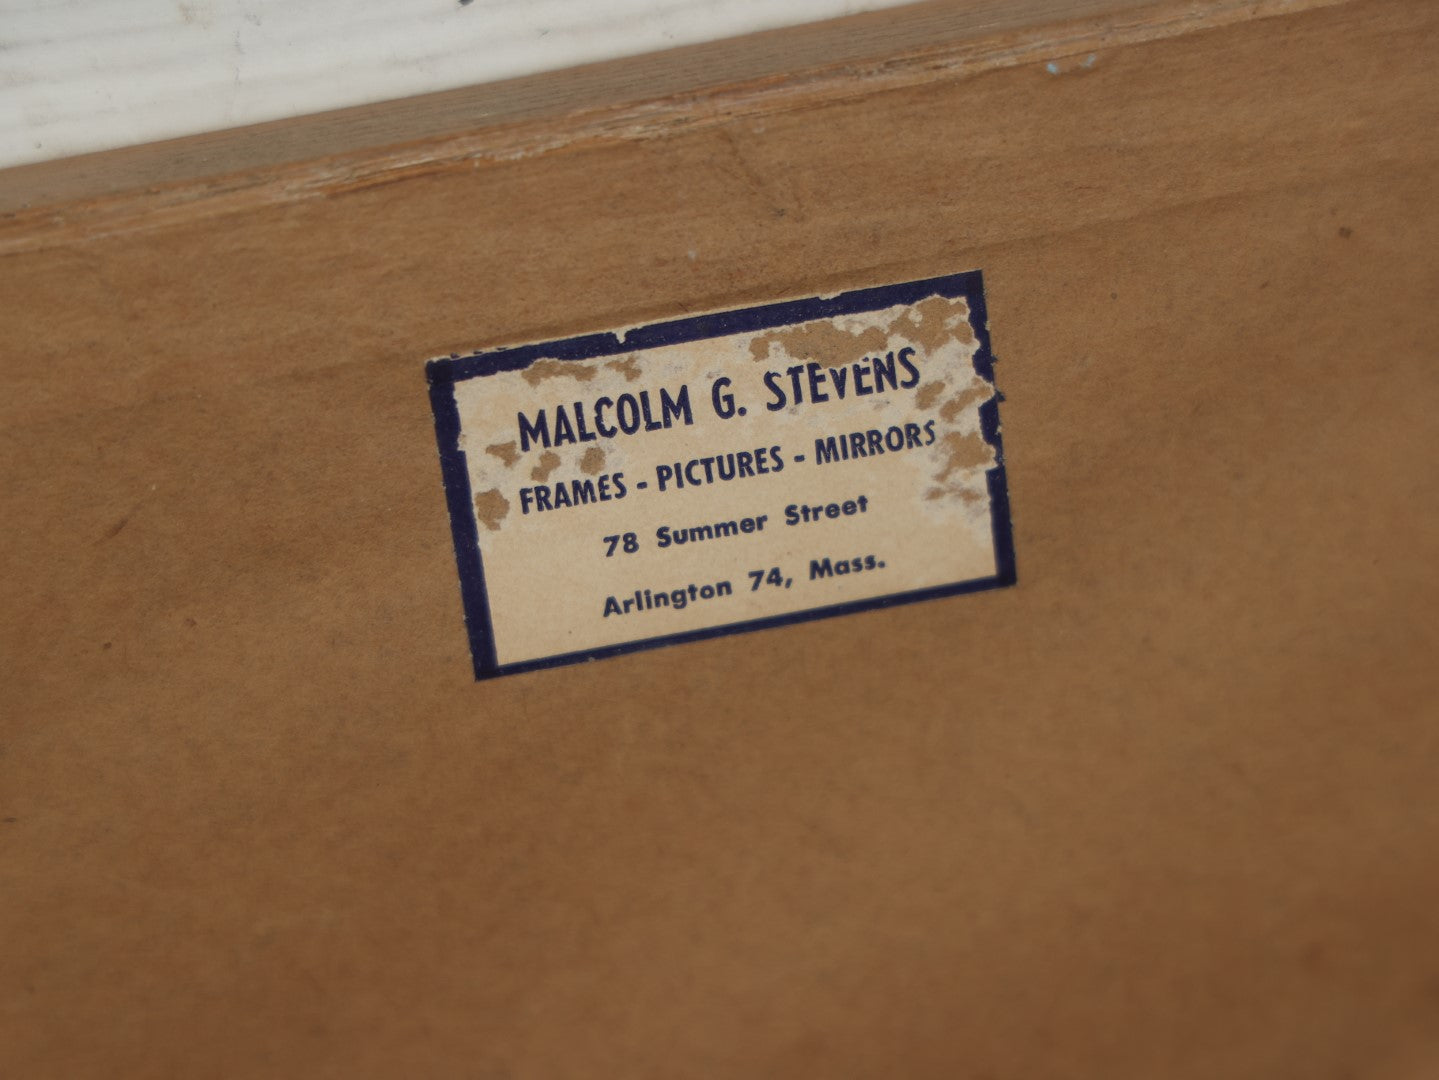 MALCOLM G. STEVENS
FRAMES - PICTURES - MIRRORS
78 Summer Street
Arlington 74, Mass.